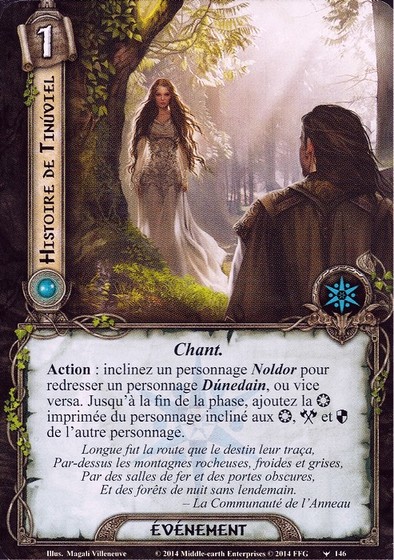 1
HISTOIRE DE TINÚVIEL
Chant.
Action : inclinez un personnage Noldor pour
redresser un personnage Dúnedain, ou vice
versa. Jusqu'à la fin de la phase, ajoutez la
imprimée du personnage incliné aux , et
de l'autre personnage.
Longue fut la route que le destin leur traça,
Par-dessus les montagnes rocheuses, froides et grises,
Par des salles de fer et des portes obscures,
Et des forêts de nuit sans lendemain.
– La Communauté de l'Anneau
ÉVÉNEMENT
Illus. Magali Villeneuve © 2014 Middle-earth Enterprises © 2014 FFG 146